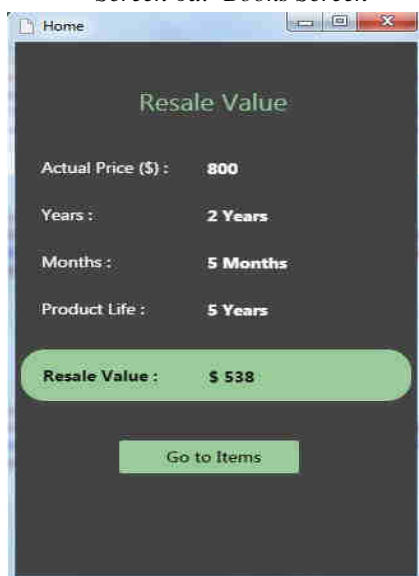 Screen-out Books Screen
Home
Resale Value
Actual Price ($) : 800
Years : 2 Years
Months : 5 Months
Product Life : 5 Years
Resale Value : $ 538
Go to Items